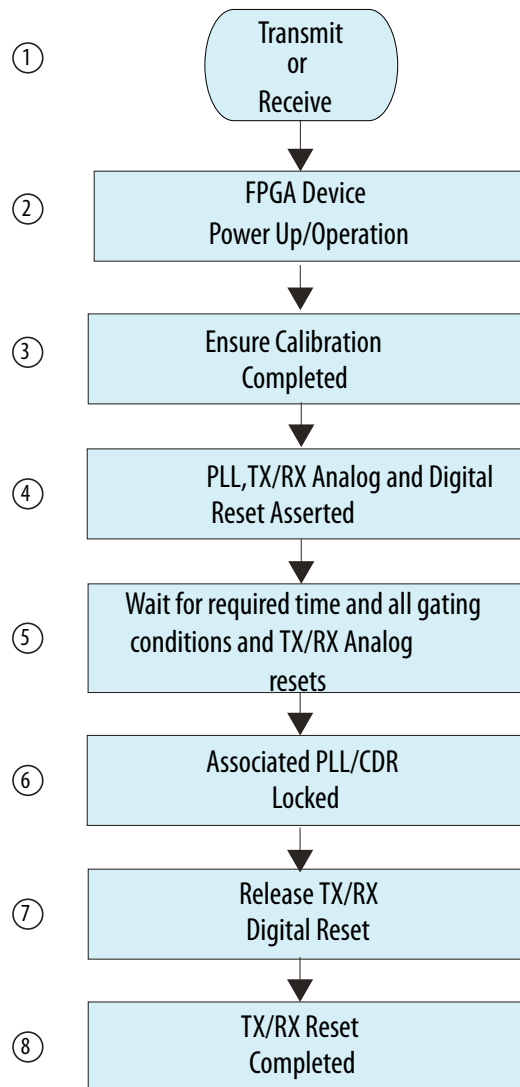 ①
Transmit
or
Receive
②
FPGA Device
Power Up/Operation
③
Ensure Calibration
Completed
④
PLL,TX/RX Analog and Digital
Reset Asserted
⑤
Wait for required time and all gating
conditions and TX/RX Analog
resets
⑥
Associated PLL/CDR
Locked
⑦
Release TX/RX
Digital Reset
⑧
TX/RX Reset
Completed